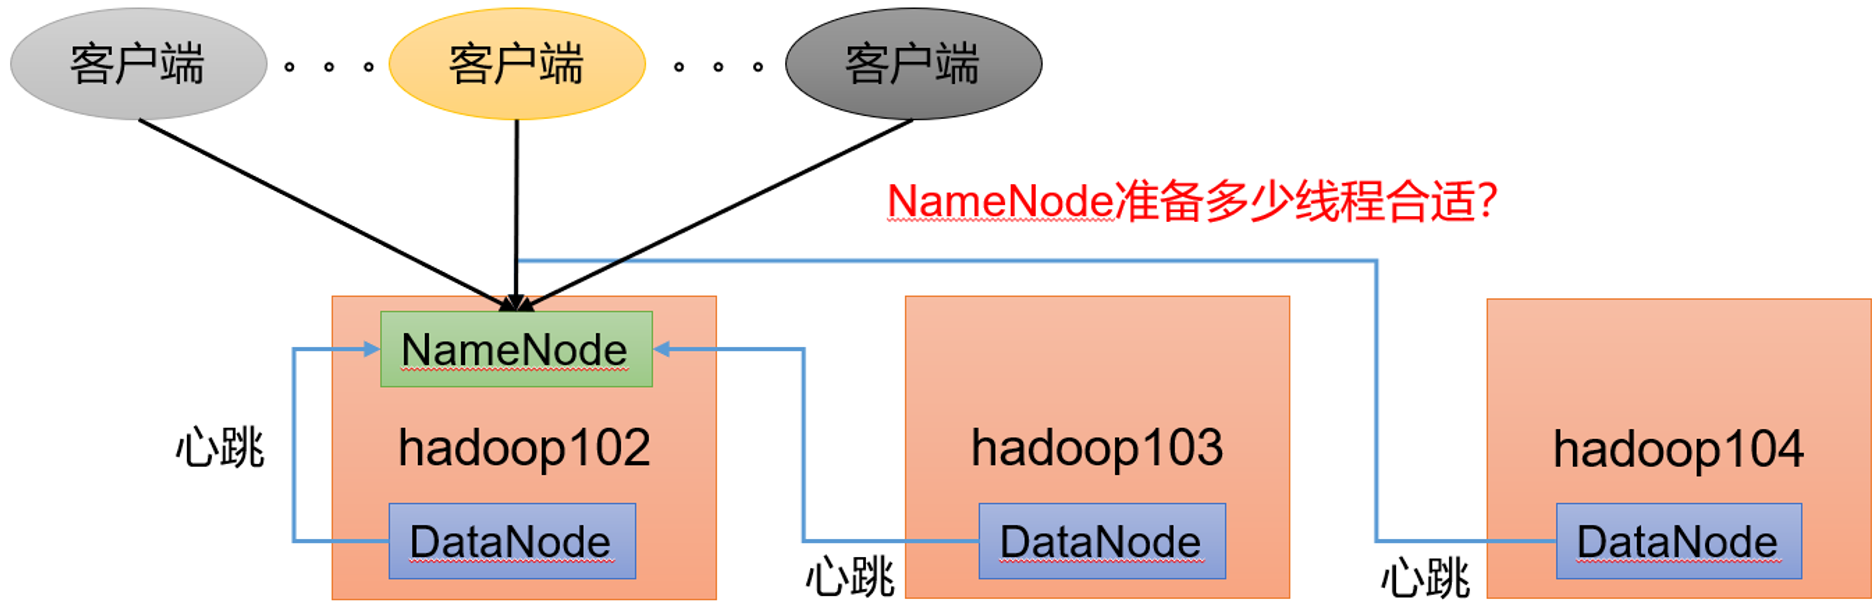 客户端 。。。 客户端 。。。 客户端
NameNode准备多少线程合适?
NameNode
心跳
hadoop102
hadoop103
hadoop104
DataNode
DataNode
DataNode
心跳
心跳